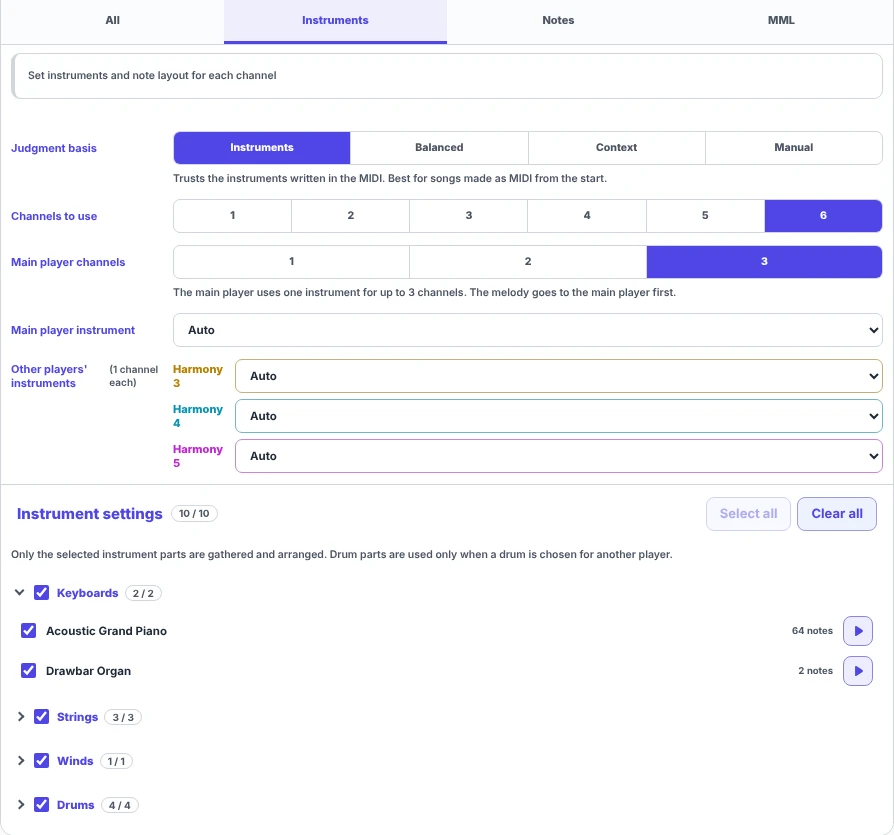 All
Instruments
Notes
MML
Set instruments and note layout for each channel
Judgment basis
Instruments
Balanced
Context
Manual
Trusts the instruments written in the MIDI. Best for songs made as MIDI from the start.
Channels to use
1
2
3
4
5
6
Main player channels
1
2
3
The main player uses one instrument for up to 3 channels. The melody goes to the main player first.
Main player instrument
Auto
Other players'
instruments
(1 channel
each)
Harmony
3
Auto
Harmony
4
Auto
Harmony
5
Auto
Instrument settings
10 / 10
Select all
Clear all
Only the selected instrument parts are gathered and arranged. Drum parts are used only when a drum is chosen for another player.
Keyboards
2 / 2
Acoustic Grand Piano
64 notes
Drawbar Organ
2 notes
Strings
3 / 3
Winds
1 / 1
Drums
4 / 4